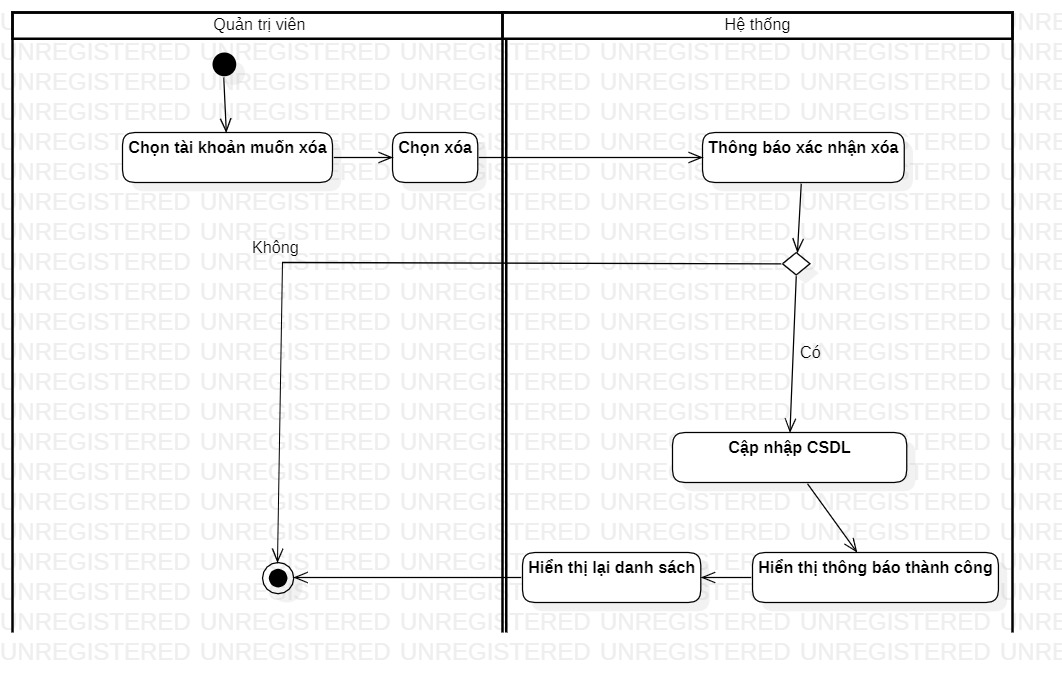 Quản trị viên
Hệ thống
Chọn tài khoản muốn xóa
Chọn xóa
Thông báo xác nhận xóa
Không
Có
Cập nhập CSDL
Hiển thị lại danh sách
Hiển thị thông báo thành công
UNREGISTERED